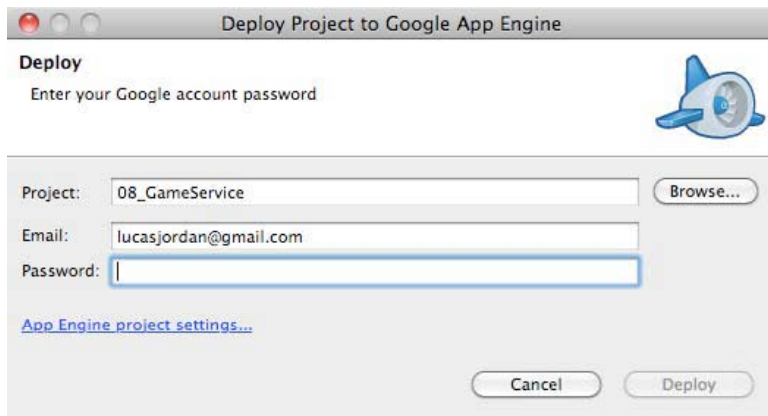 Deploy Project to Google App Engine
Deploy
Enter your Google account password
Project: 08_GameService Browse...
Email: lucasjordan@gmail.com
Password:
App Engine project settings...
Cancel Deploy